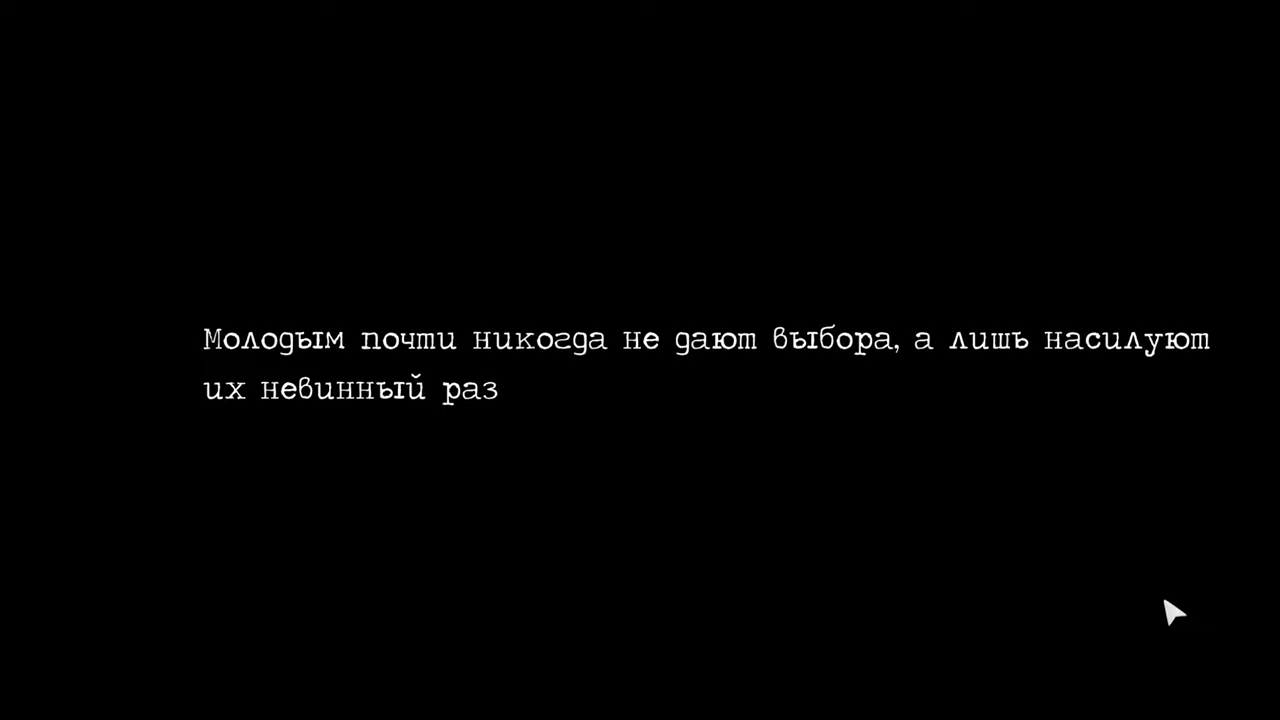 Молодым почти никогда не дают выбора, а лишь насилуют
их невинный раз